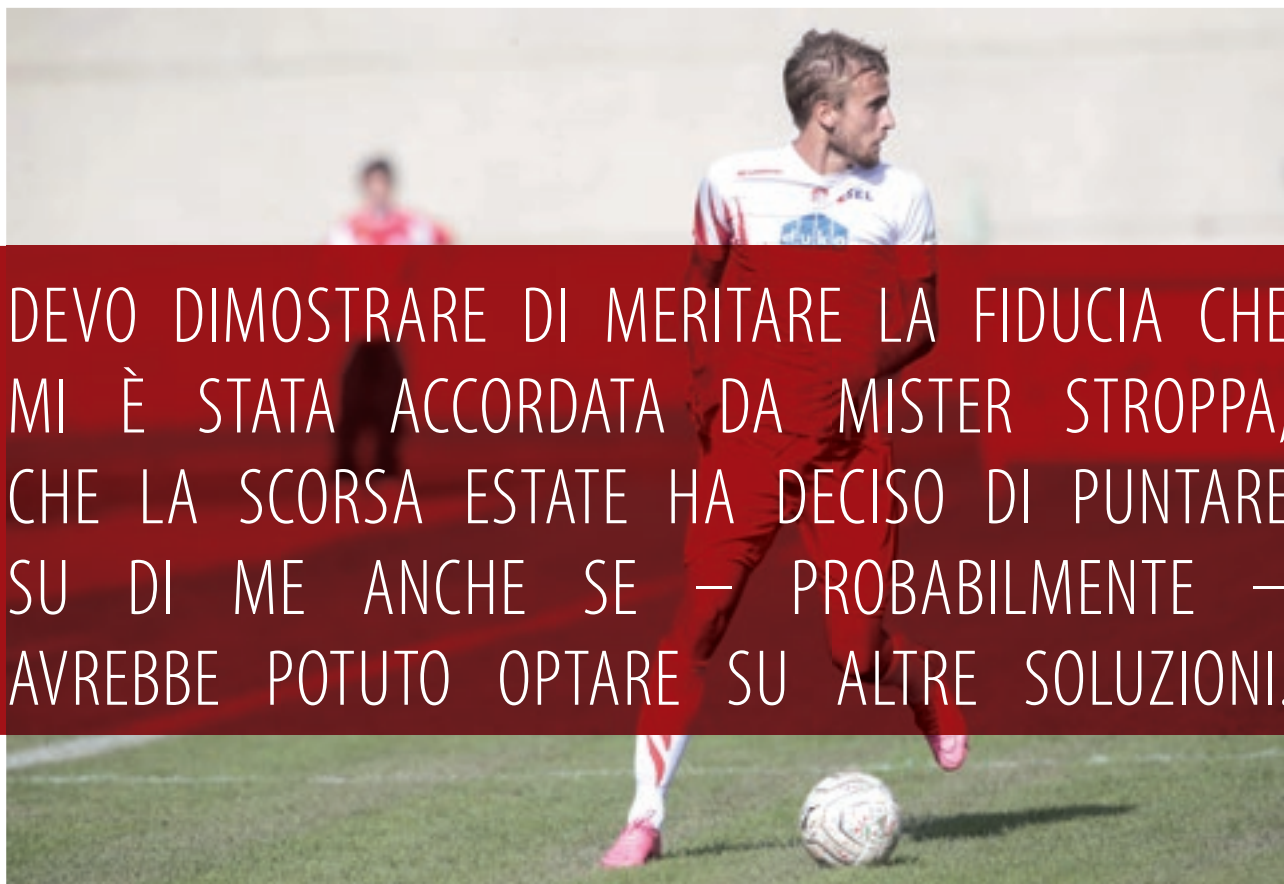 SEL
DEVO DIMOSTRARE DI MERITARE LA FIDUCIA CHE
MI È STATA ACCORDATA DA MISTER STROPPA,
CHE LA SCORSA ESTATE HA DECISO DI PUNTARE
SU DI ME ANCHE SE – PROBABILMENTE –
AVREBBE POTUTO OPTARE SU ALTRE SOLUZIONI.